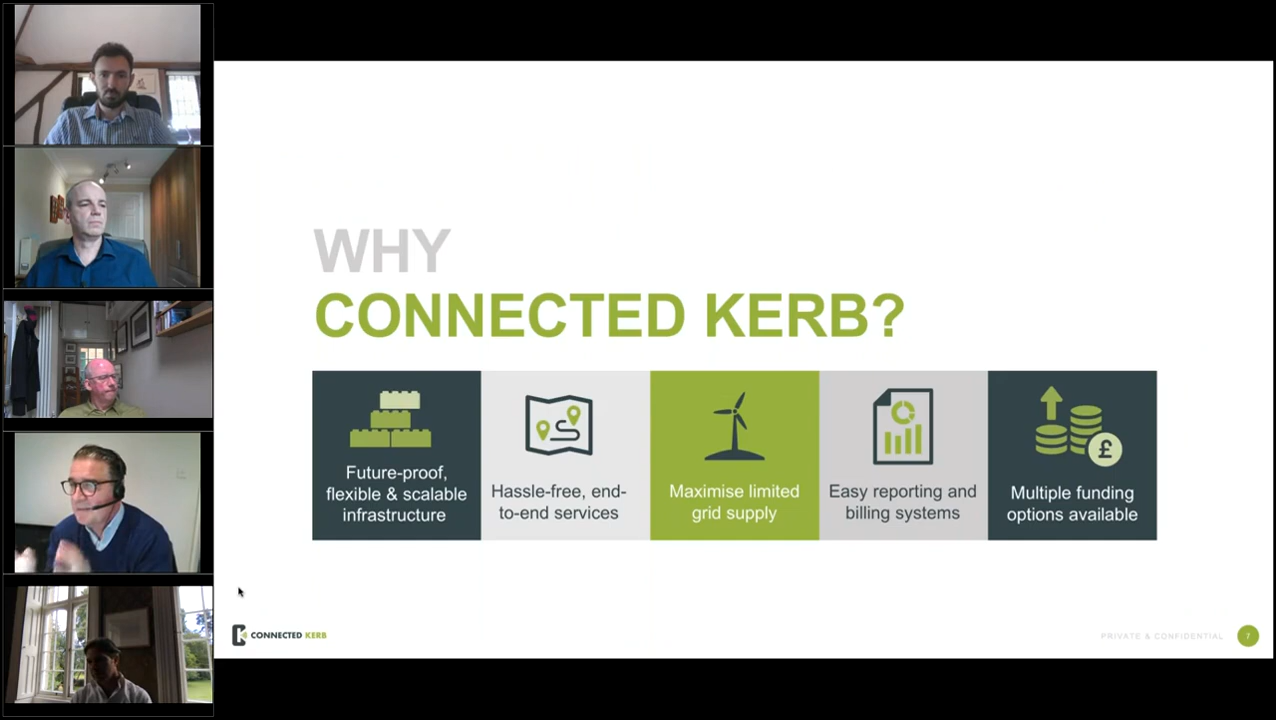 WHY
CONNECTED KERB?
Future-proof,
flexible & scalable
infrastructure
Hassle-free, end-
to-end services
Maximise limited
grid supply
Easy reporting and
billing systems
£
Multiple funding
options available
CONNECTED KERB
PRIVATE & CONFIDENTIAL
7